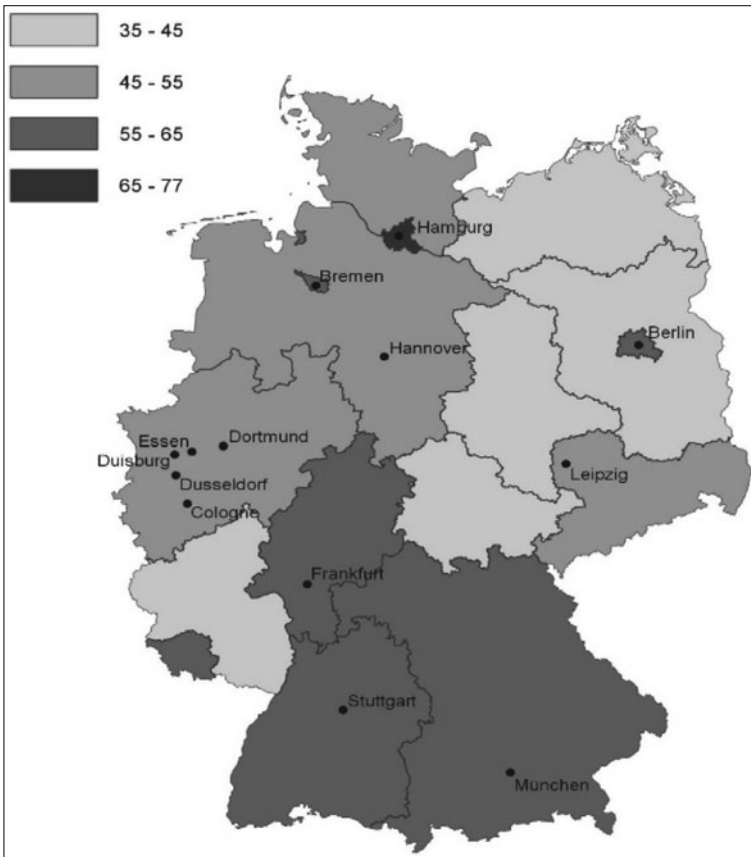 35 - 45
45 - 55
55 - 65
65 - 77
Hamburg
Bremen
Berlin
Hannover
Essen
Dortmund
Duisburg
Leipzig
Dusseldorf
Cologne
Frankfurt
Stuttgart
München